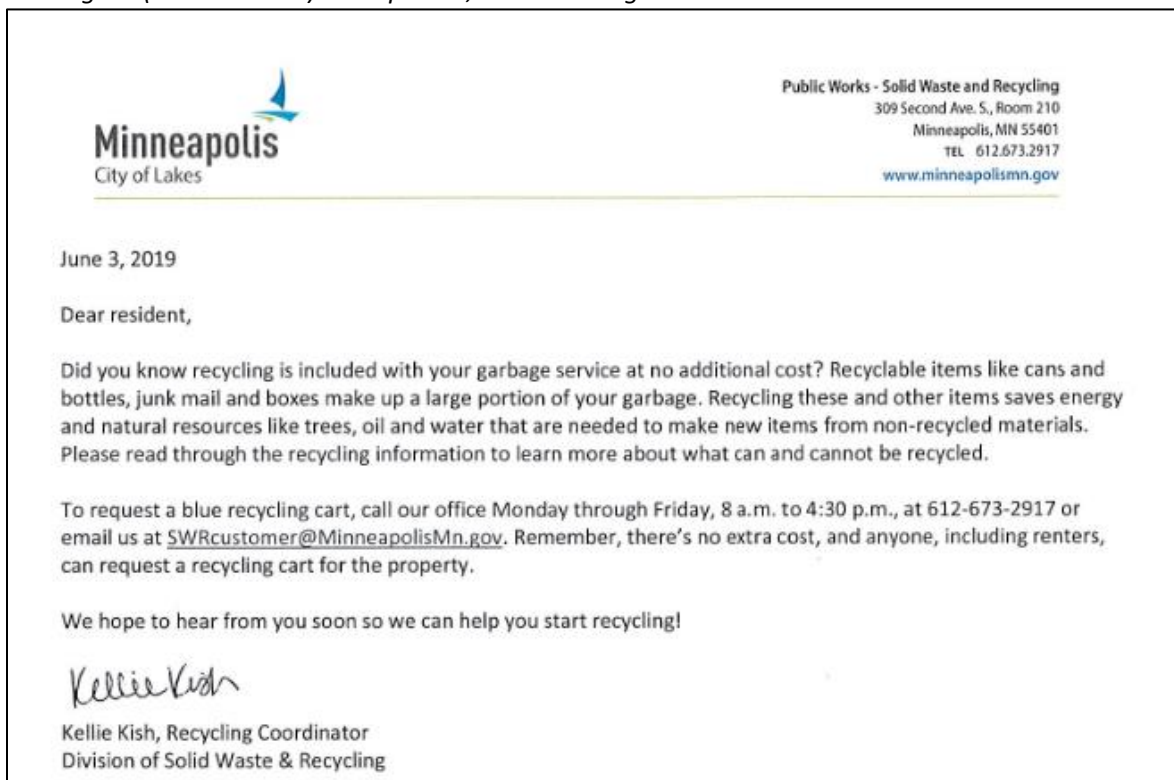 Minneapolis
City of Lakes
Public Works - Solid Waste and Recycling
309 Second Ave. S., Room 210
Minneapolis, MN 55401
TEL 612.673.2917
www.minneapolismn.gov
June 3, 2019
Dear resident,
Did you know recycling is included with your garbage service at no additional cost? Recyclable items like cans and
bottles, junk mail and boxes make up a large portion of your garbage. Recycling these and other items saves energy
and natural resources like trees, oil and water that are needed to make new items from non-recycled materials.
Please read through the recycling information to learn more about what can and cannot be recycled.
To request a blue recycling cart, call our office Monday through Friday, 8 a.m. to 4:30 p.m., at 612-673-2917 or
email us at SWRcustomer@MinneapolisMn.gov. Remember, there's no extra cost, and anyone, including renters,
can request a recycling cart for the property.
We hope to hear from you soon so we can help you start recycling!
Kellie Kish
Kellie Kish, Recycling Coordinator
Division of Solid Waste & Recycling